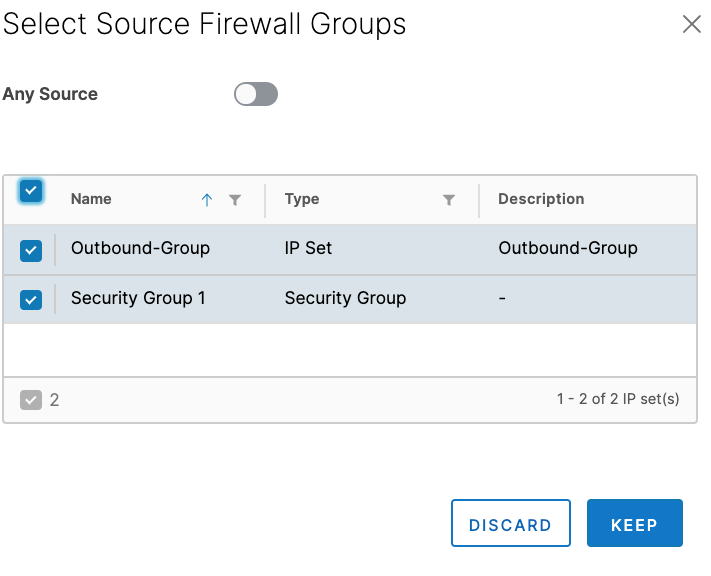 Select Source Firewall Groups
Any Source
Name Type Description
Outbound-Group IP Set Outbound-Group
Security Group 1 Security Group -
2 1 - 2 of 2 IP set(s)
DISCARD KEEP